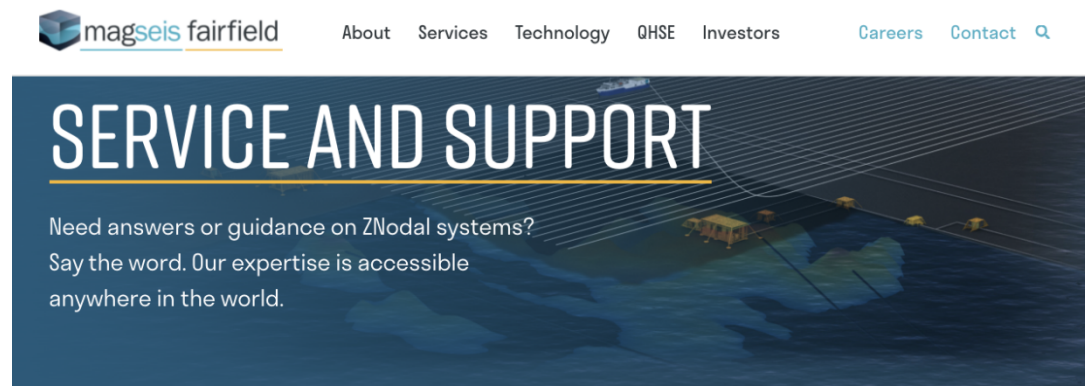 magseis fairfield About Services Technology QHSE Investors Careers Contact
SERVICE AND SUPPORT
Need answers or guidance on ZNodal systems?
Say the word. Our expertise is accessible
anywhere in the world.